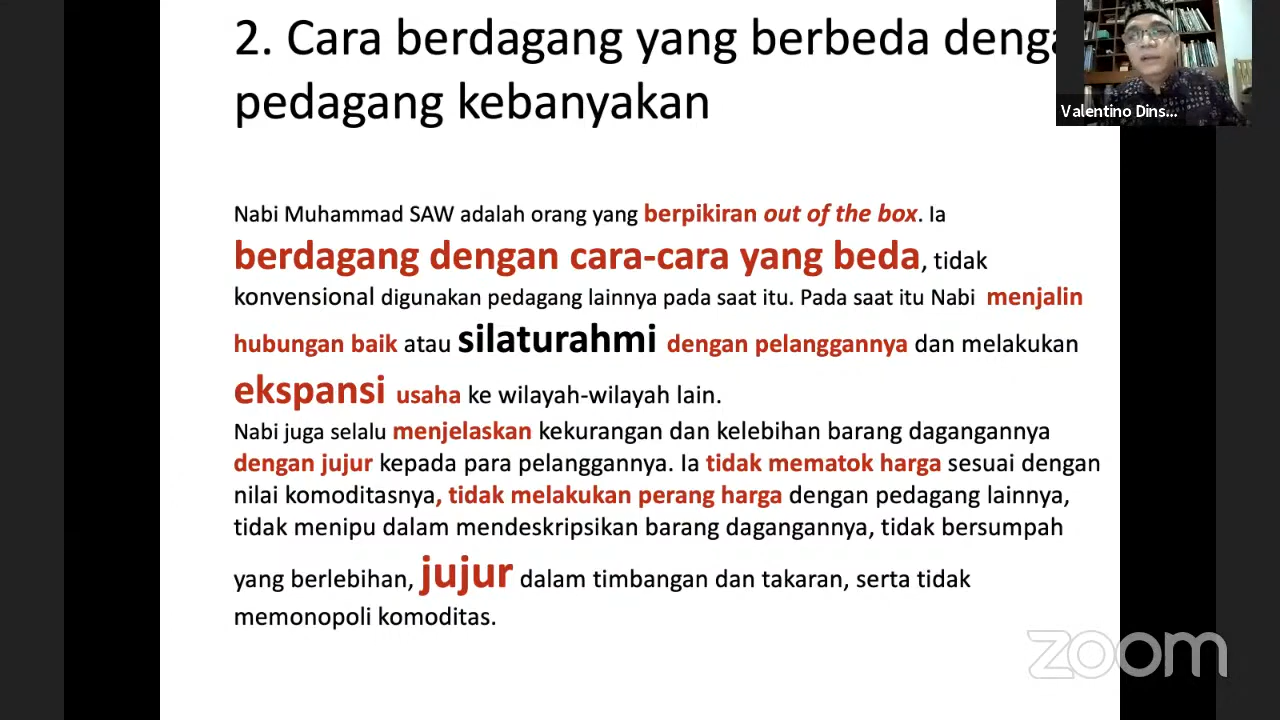 2. Cara berdagang yang berbeda denga
pedagang kebanyakan
Valentino Dins...
Nabi Muhammad SAW adalah orang yang berpikiran out of the box. Ia
berdagang dengan cara-cara yang beda, tidak
konvensional digunakan pedagang lainnya pada saat itu. Pada saat itu Nabi menjalin
hubungan baik atau silaturahmi dengan pelanggannya dan melakukan
ekspansi usaha ke wilayah-wilayah lain.
Nabi juga selalu menjelaskan kekurangan dan kelebihan barang dagangannya
dengan jujur kepada para pelanggannya. Ia tidak mematok harga sesuai dengan
nilai komoditasnya, tidak melakukan perang harga dengan pedagang lainnya,
tidak menipu dalam mendeskripsikan barang dagangannya, tidak bersumpah
yang berlebihan, jujur dalam timbangan dan takaran, serta tidak
memonopoli komoditas.
zoom